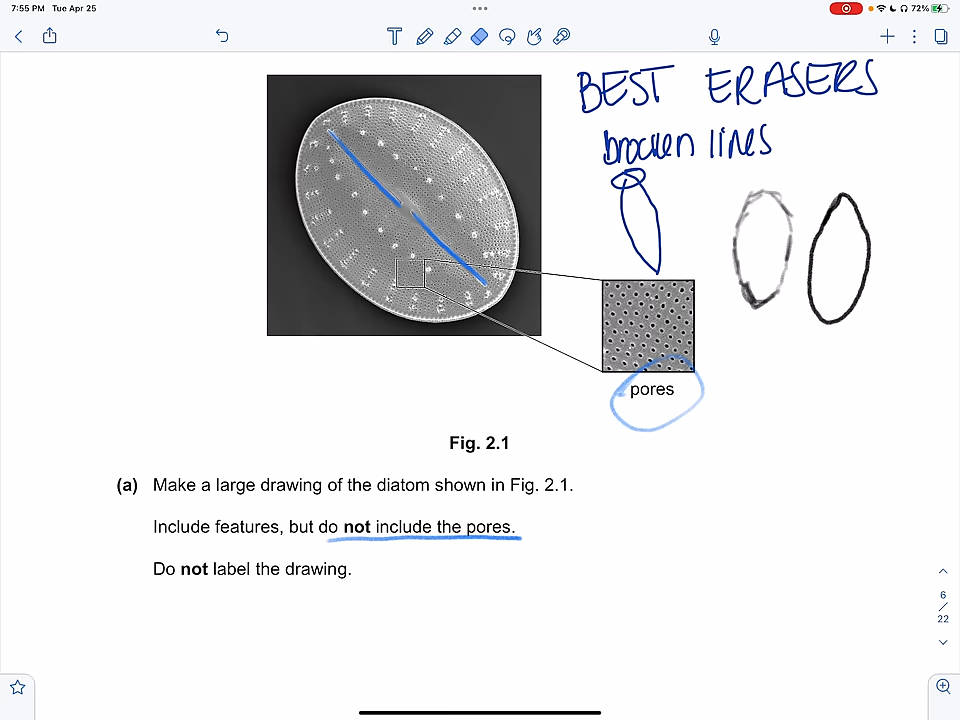 7:55 PM Tue Apr 25
72%
BEST ERASERS
brocken lines
pores
Fig. 2.1
(a) Make a large drawing of the diatom shown in Fig. 2.1.
Include features, but do not include the pores.
Do not label the drawing.
6
/
22